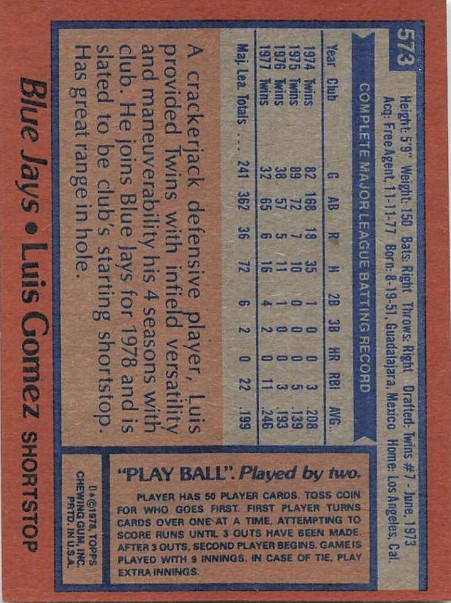 573
Height: 5'9" Weight: 150 Bats: Right Throws: Right Drafted: Twins #7 - June, 1973
Acq: Free Agent, 11-11-77 Born: 8-19-51, Guadalajara, Mexico Home: Los Angeles, Cal.
COMPLETE MAJOR LEAGUE BATTING RECORD
Year Club G AB R H 2B 3B HR RBI AVG.
1974 Twins 82 168 18 35 1 0 0 3 .208
1975 Twins 89 72 7 10 0 0 0 5 .139
1976 Twins 38 57 5 11 1 0 0 3 .193
1977 Twins 32 65 6 16 4 2 0 11 .246
Maj. Lea. Totals . . . 241 362 36 72 6 2 0 22 .199
A crackerjack defensive player, Luis
provided Twins with infield versatility
and maneuverability his 4 seasons with
club. He joins Blue Jays for 1978 and is
slated to be club's starting shortstop.
Has great range in hole.
"PLAY BALL". Played by two.
PLAYER HAS 50 PLAYER CARDS. TOSS COIN
FOR WHO GOES FIRST. FIRST PLAYER TURNS
CARDS OVER ONE AT A TIME, ATTEMPTING TO
SCORE RUNS UNTIL 3 OUTS HAVE BEEN MADE.
AFTER 3 OUTS, SECOND PLAYER BEGINS. GAME IS
PLAYED WITH 9 INNINGS. IN CASE OF TIE, PLAY
EXTRA INNINGS.
D★©1978, TOPPS
CHEWING GUM, INC.
PRTD. IN U.S.A.
Blue Jays • Luis Gomez SHORTSTOP